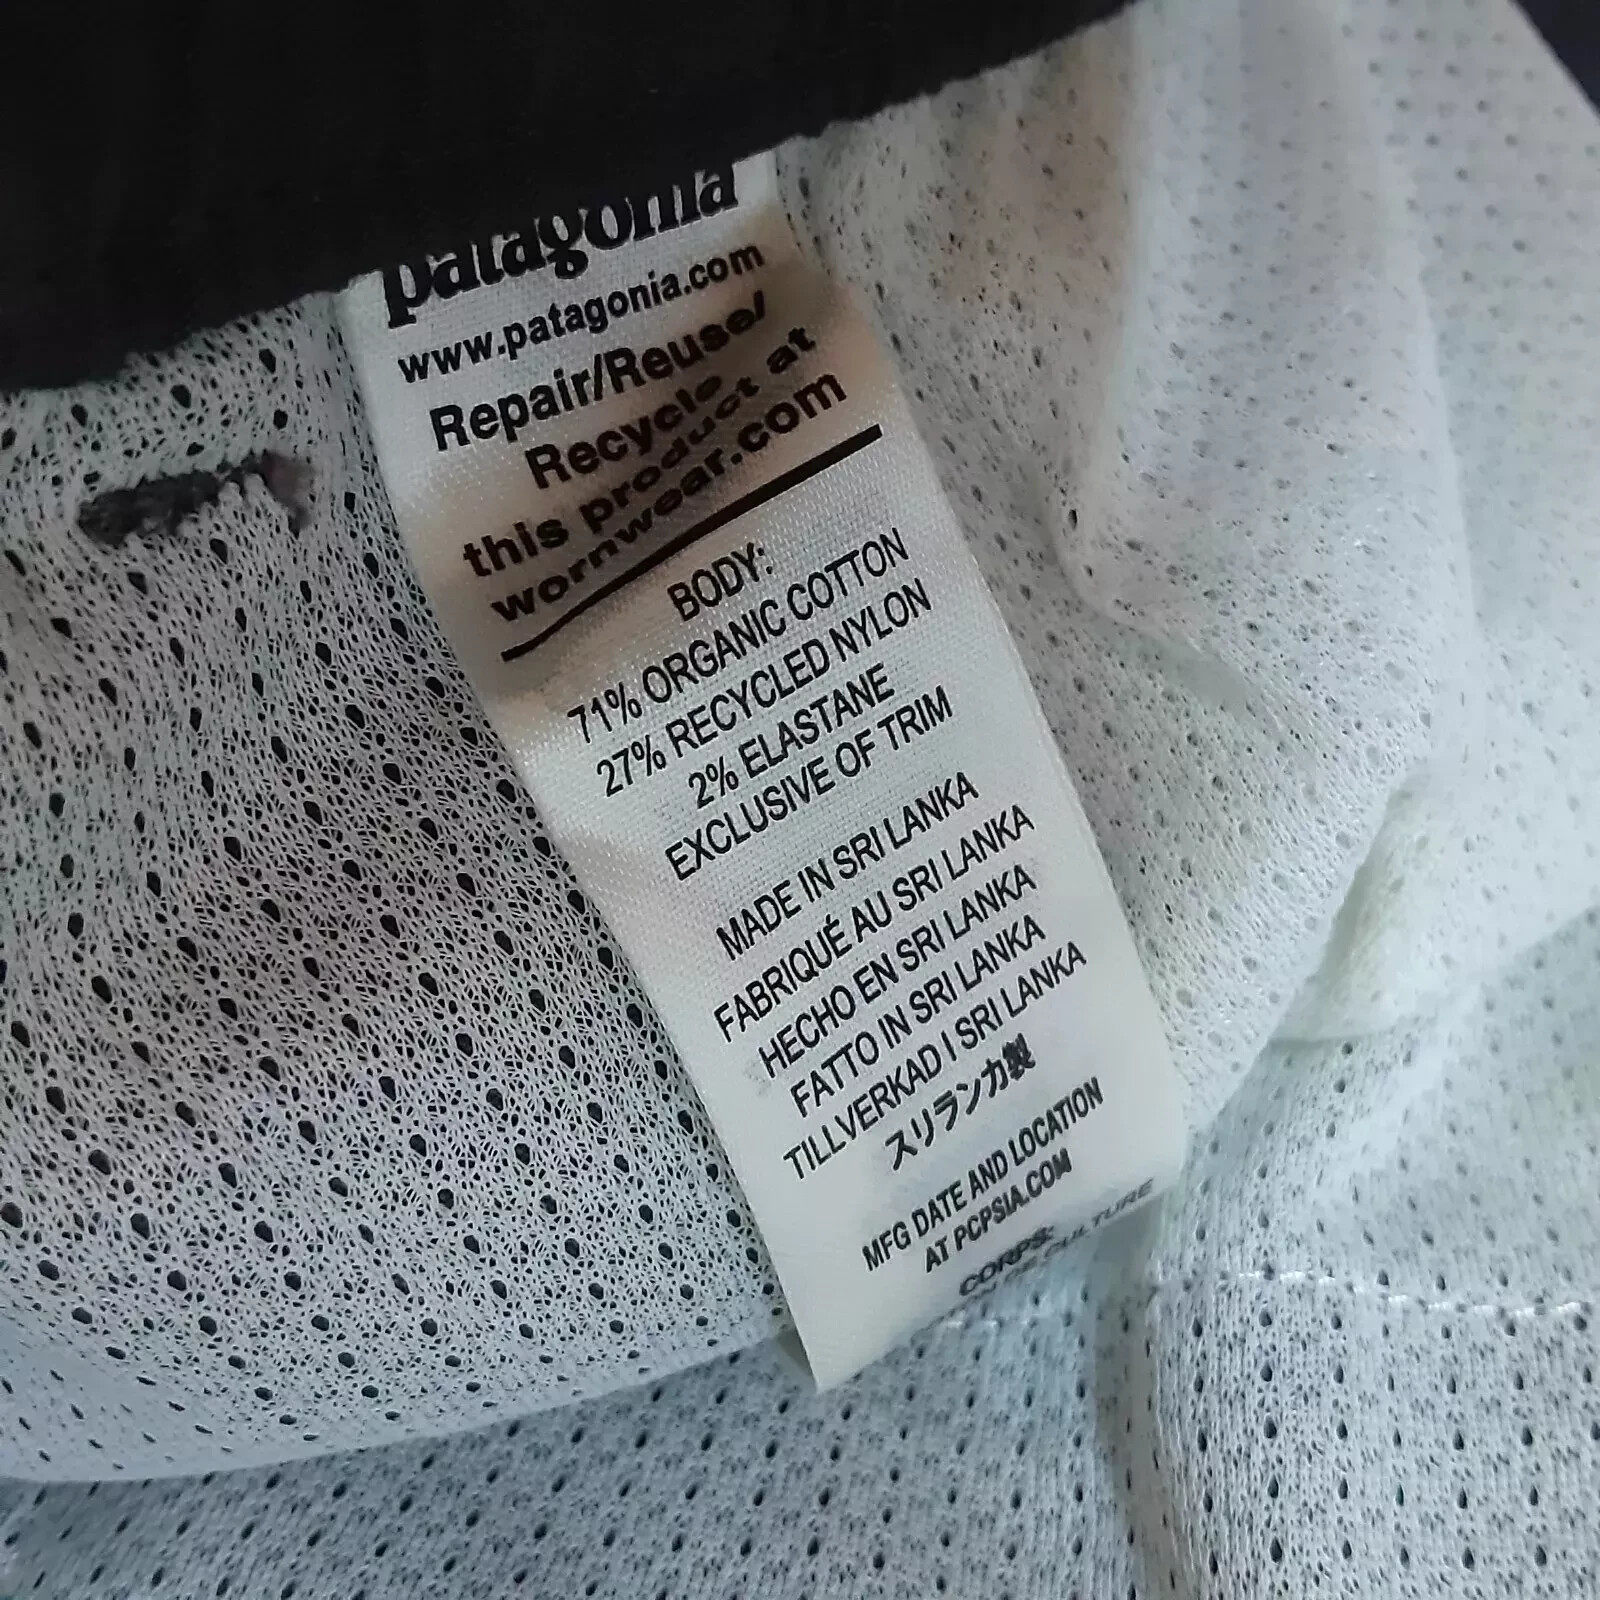 patagonia
www.patagonia.com
Repair/Reuse/
Recycle
this product at
wornwear.com
BODY:
71% ORGANIC COTTON
27% RECYCLED NYLON
2% ELASTANE
EXCLUSIVE OF TRIM
MADE IN SRI LANKA
FABRIQUÉ AU SRI LANKA
HECHO EN SRI LANKA
FATTO IN SRI LANKA
TILLVERKAD I SRI LANKA
スリランカ製
MFG DATE AND LOCATION
AT PCPSIA.COM
CORPS:
DE CULTURE